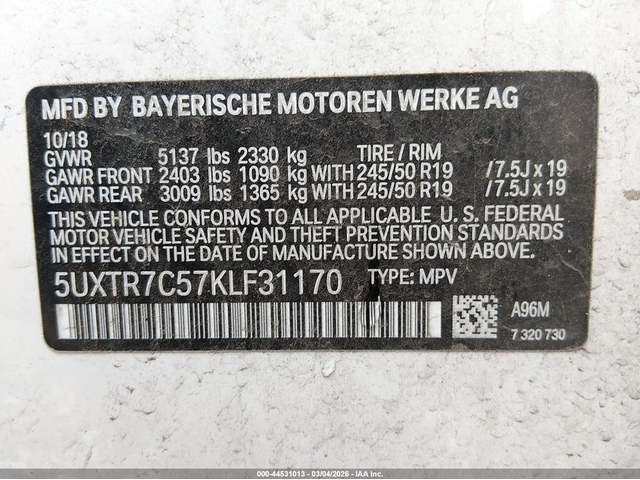 MFD BY BAYERISCHE MOTOREN WERKE AG
10/18
GVWR 5137 lbs 2330 kg TIRE / RIM
GAWR FRONT 2403 lbs 1090 kg WITH 245/50 R19 /7.5J x 19
GAWR REAR 3009 lbs 1365 kg WITH 245/50 R19 /7.5J x 19
THIS VEHICLE CONFORMS TO ALL APPLICABLE U. S. FEDERAL
MOTOR VEHICLE SAFETY AND THEFT PREVENTION STANDARDS
IN EFFECT ON THE DATE OF MANUFACTURE SHOWN ABOVE.
5UXTR7C57KLF31170 TYPE: MPV
A96M
7 320 730
000-44531013 - 03/04/2026 - IAA Inc.